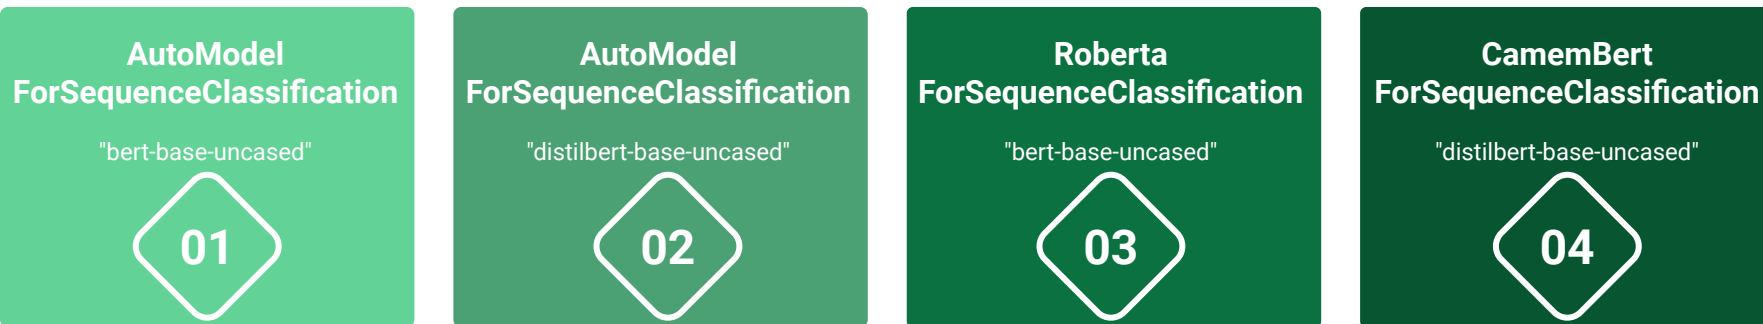 AutoModel
ForSequenceClassification
"bert-base-uncased"
01
AutoModel
ForSequenceClassification
"distilbert-base-uncased"
02
Roberta
ForSequenceClassification
"bert-base-uncased"
03
CamemBert
ForSequenceClassification
"distilbert-base-uncased"
04